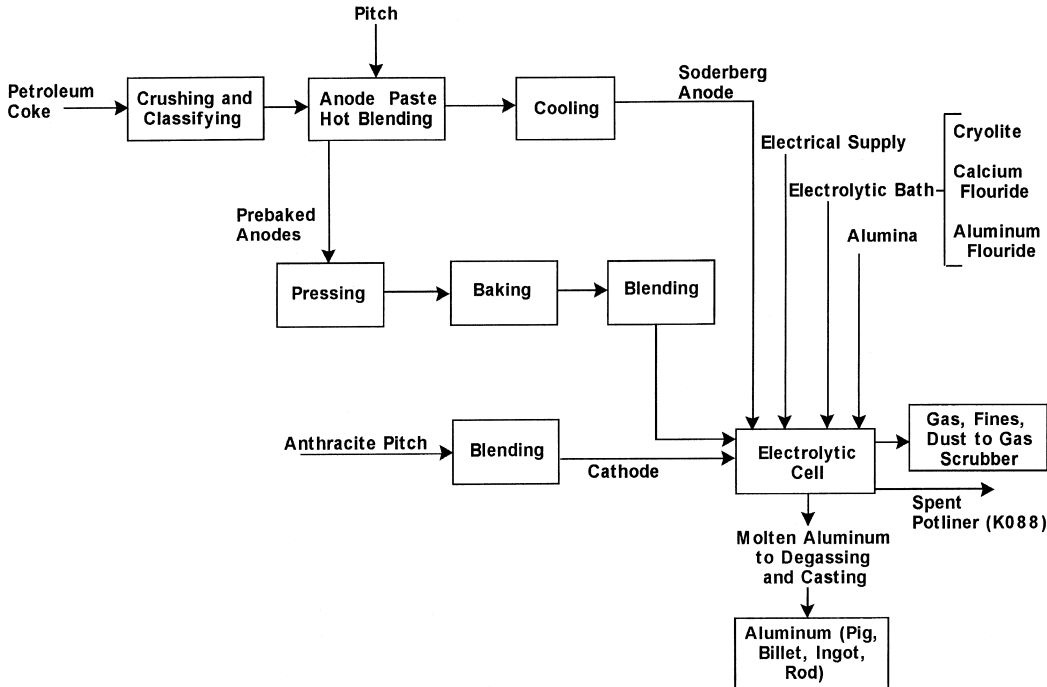 Pitch
Petroleum
Coke
Crushing and
Classifying
Anode Paste
Hot Blending
Cooling
Soderberg
Anode
Electrical Supply
Electrolytic Bath
Cryolite
Calcium
Flouride
Aluminum
Flouride
Alumina
Prebaked
Anodes
Pressing
Baking
Blending
Anthracite Pitch
Blending
Cathode
Electrolytic
Cell
Gas, Fines,
Dust to Gas
Scrubber
Spent
Potliner (K088)
Molten Aluminum
to Degassing
and Casting
Aluminum (Pig,
Billet, Ingot,
Rod)